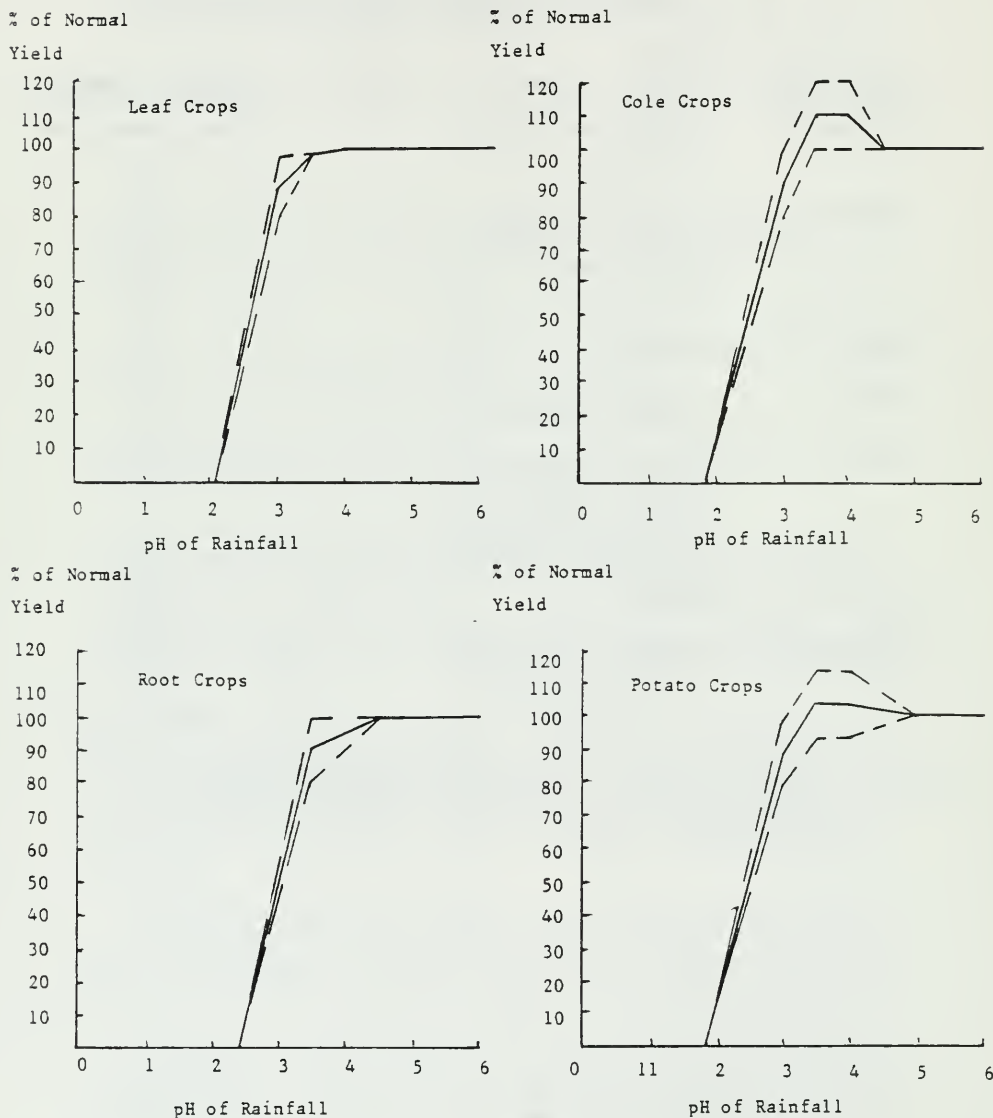 % of Normal
Yield
120
110
100
90
80
70
60
50
40
30
20
10
Leaf Crops
0 1 2 3 4 5 6
pH of Rainfall
% of Normal
Yield
120
110
100
90
80
70
60
50
40
30
20
10
Cole Crops
0 1 2 3 4 5 6
pH of Rainfall
% of Normal
Yield
120
110
100
90
80
70
60
50
40
30
20
10
Root Crops
0 1 2 3 4 5 6
pH of Rainfall
% of Normal
Yield
120
110
100
90
80
70
60
50
40
30
20
10
Potato Crops
0 11 2 3 4 5 6
pH of Rainfall